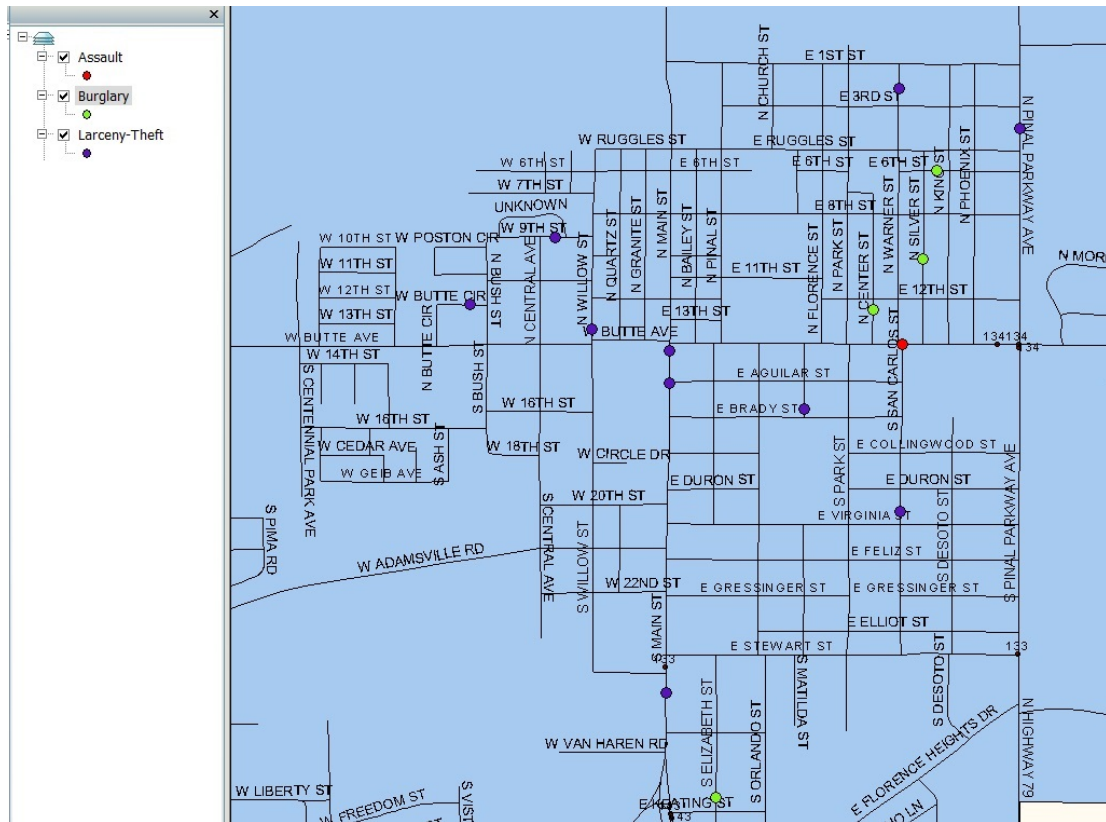 ×
Assault
Burglary
Larceny-Theft
E 1ST ST
N CHURCH ST
E 3RD ST
N PINAL PARKWAY AVE
W RUGGLES ST
E RUGGLES ST
W 6TH ST
E 6TH ST
E 6TH ST
E 6TH ST
N KING ST
N PHOENIX ST
W 7TH ST
UNKNOWN
E 8TH ST
W 9TH ST
W 10TH ST
W POSTON CIR
N WILLOW ST
N QUARTZ ST
N GRANITE ST
N MAIN ST
N BAILEY ST
N PINAL ST
N FLORENCE ST
N PARK ST
N CENTER ST
N WARNER ST
N SILVER ST
N MOR
W 11TH ST
E 11TH ST
N BUSH ST
N CENTRAL AVE
W 12TH ST
W BUTTE CIR
E 12TH ST
W 13TH ST
E 13TH ST
W BUTTE AVE
W BUTTE AVE
134134
134
W 14TH ST
N BUTTE CIR
S BUSH ST
S SAN CARLOS ST
E AGUILAR ST
S CENTENNIAL PARK AVE
E BRADY ST
W 16TH ST
W 16TH ST
W CEDAR AVE
S ASH ST
W 18TH ST
W CIRCLE DR
S PARK ST
E COLLINGWOOD ST
W GEIB AVE
E DURON ST
E DURON ST
S PINAL PARKWAY AVE
W 20TH ST
S PIMA RD
S CENTRAL AVE
S WILLOW ST
E VIRGINIA ST
S DESOTO ST
W ADAMSVILLE RD
E FELIZ ST
W 22ND ST
E GRESSINGER ST
E GRESSINGER ST
S MAIN ST
E ELLIOT ST
E STEWART ST
133
133
S ELIZABETH ST
S ORLANDO ST
S MATILDA ST
S DESOTO ST
N HIGHWAY 79
W VAN HAREN RD
E FLORENCE HEIGHTS DR
W LIBERTY ST
W FREEDOM ST
S VIST
E KEATING ST
143
IO LN